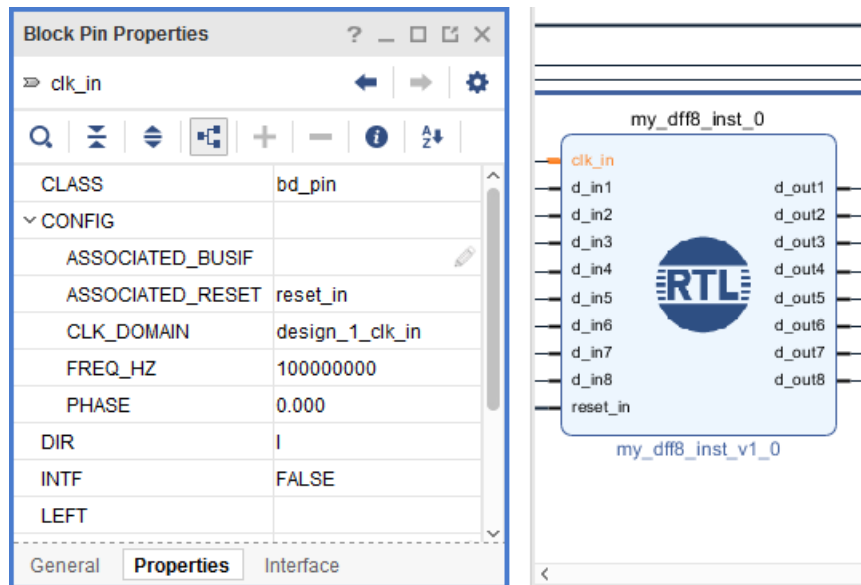 Block Pin Properties
clk_in
CLASS bd_pin
CONFIG
ASSOCIATED_BUSIF
ASSOCIATED_RESET reset_in
CLK_DOMAIN design_1_clk_in
FREQ_HZ 100000000
PHASE 0.000
DIR I
INTF FALSE
LEFT
General Properties Interface
my_dff8_inst_0
clk_in
d_in1 d_out1
d_in2 d_out2
d_in3 d_out3
d_in4 d_out4
d_in5 d_out5
d_in6 d_out6
d_in7 d_out7
d_in8 d_out8
reset_in
RTL
my_dff8_inst_v1_0